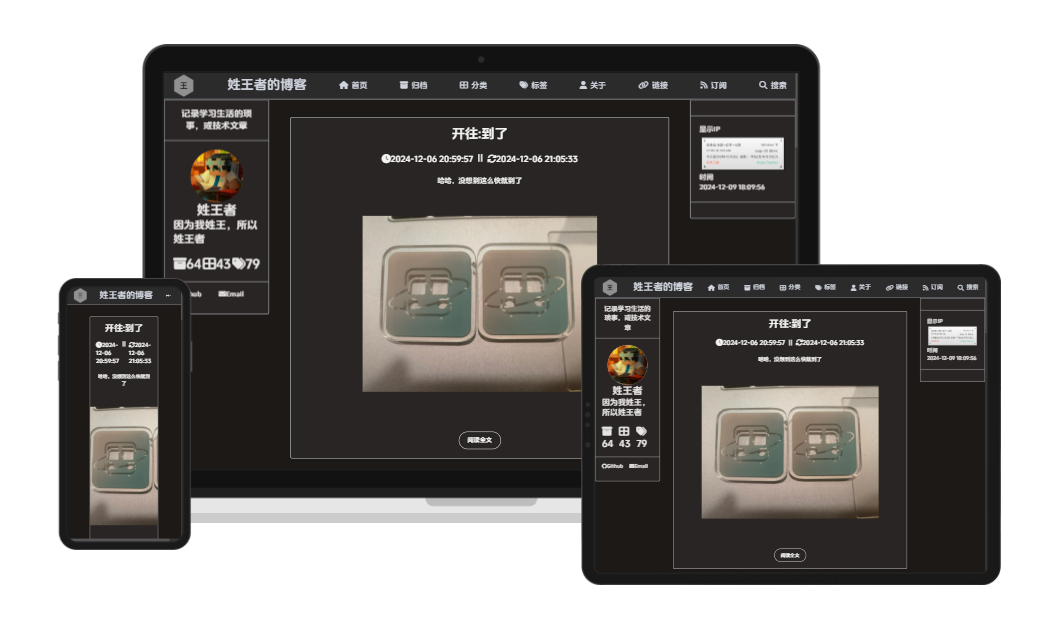 王
姓王者的博客
首页
归档
分类
标签
关于
链接
订阅
搜索
记录学习生活的琐
事，或技术文章
姓王者
因为我姓王，所以
姓王者
64 43 79
hub
Email
开往:到了
2024-12-06 20:59:57 || 2024-12-06 21:05:33
哈哈，没想到这么快就到了
阅读全文
显示IP
时间
2024-12-09 18:09:56
王
姓王者的博客
开往:到了
2024-
12-06
20:59:57
||
2024-
12-06
21:05:33
哈哈，没想到这么快就到
了
王
姓王者的博客
首页
归档
分类
标签
关于
链接
订阅
搜索
记录学习生活的
琐事，或技术文
章
姓王者
因为我姓王，
所以姓王者
64 43 79
Github
Email
开往:到了
2024-12-06 20:59:57 || 2024-12-06 21:05:33
哈哈，没想到这么快就到了
阅读全文
显示IP
时间
2024-12-09 18:09:56